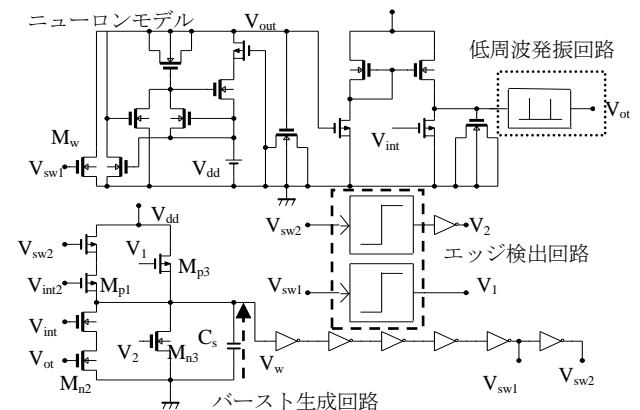 ニューロンモデル
Vout
低周波発振回路
Mw
Vsw1
Vdd
Vint
Vot
Vdd
Vsw2
V1
Mp3
Vint2
Mp1
Vint
Vot
V2
Mn3
Mn2
Cs
Vw
バースト生成回路
Vsw2
V2
エッジ検出回路
Vsw1
V1
Vsw1
Vsw2